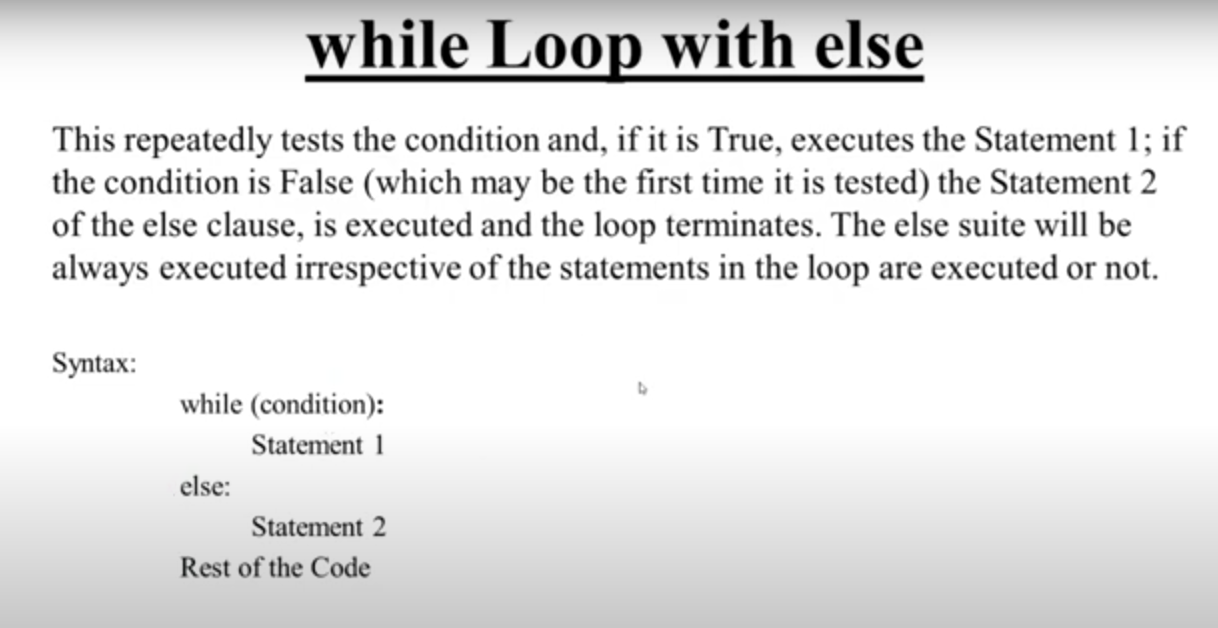 while Loop with else
This repeatedly tests the condition and, if it is True, executes the Statement 1; if
the condition is False (which may be the first time it is tested) the Statement 2
of the else clause, is executed and the loop terminates. The else suite will be
always executed irrespective of the statements in the loop are executed or not.
Syntax:
while (condition):
Statement 1
else:
Statement 2
Rest of the Code